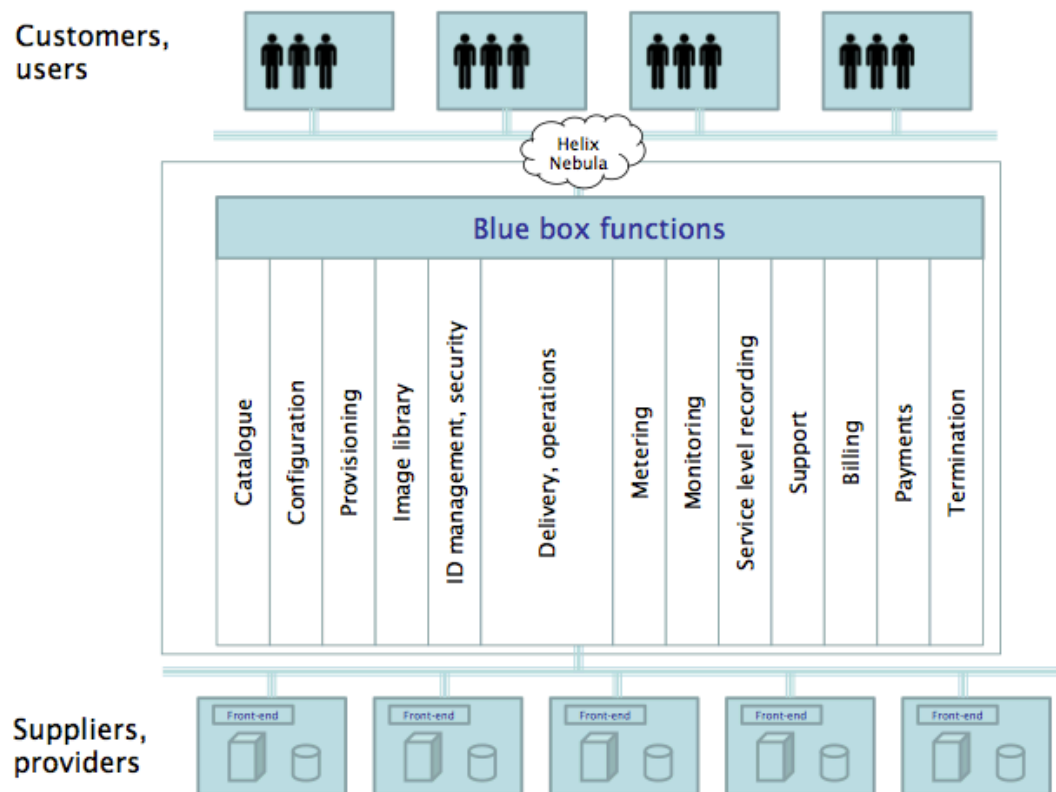 Customers,
users
Helix
Nebula
Blue box functions
Catalogue
Configuration
Provisioning
Image library
ID management, security
Delivery, operations
Metering
Monitoring
Service level recording
Support
Billing
Payments
Termination
Suppliers,
providers
Front-end
Front-end
Front-end
Front-end
Front-end